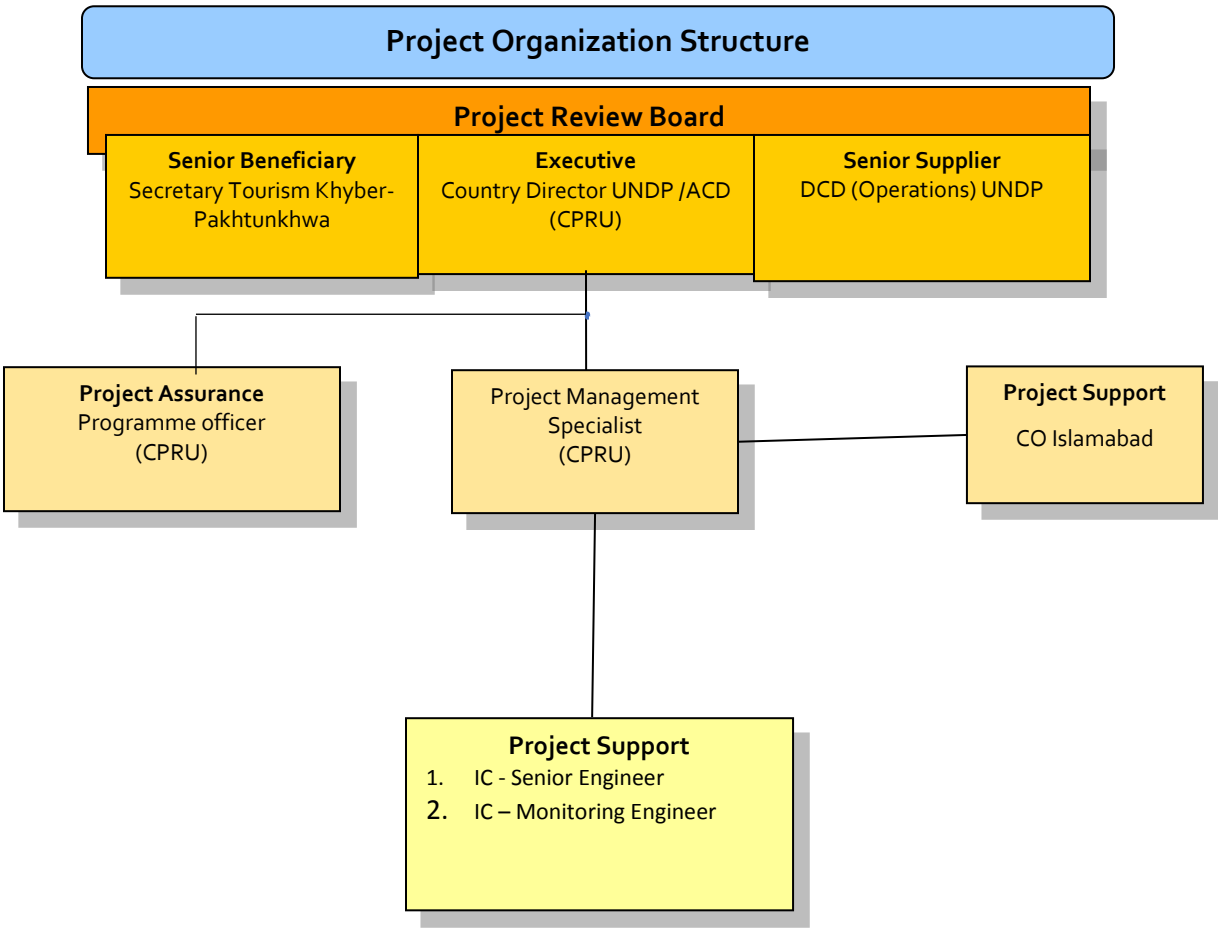 Project Organization Structure
Project Review Board
Senior Beneficiary
Secretary Tourism Khyber-
Pakhtunkhwa
Executive
Country Director UNDP /ACD
(CPRU)
Senior Supplier
DCD (Operations) UNDP
Project Assurance
Programme officer
(CPRU)
Project Management
Specialist
(CPRU)
Project Support
CO Islamabad
Project Support
1. IC - Senior Engineer
2. IC – Monitoring Engineer